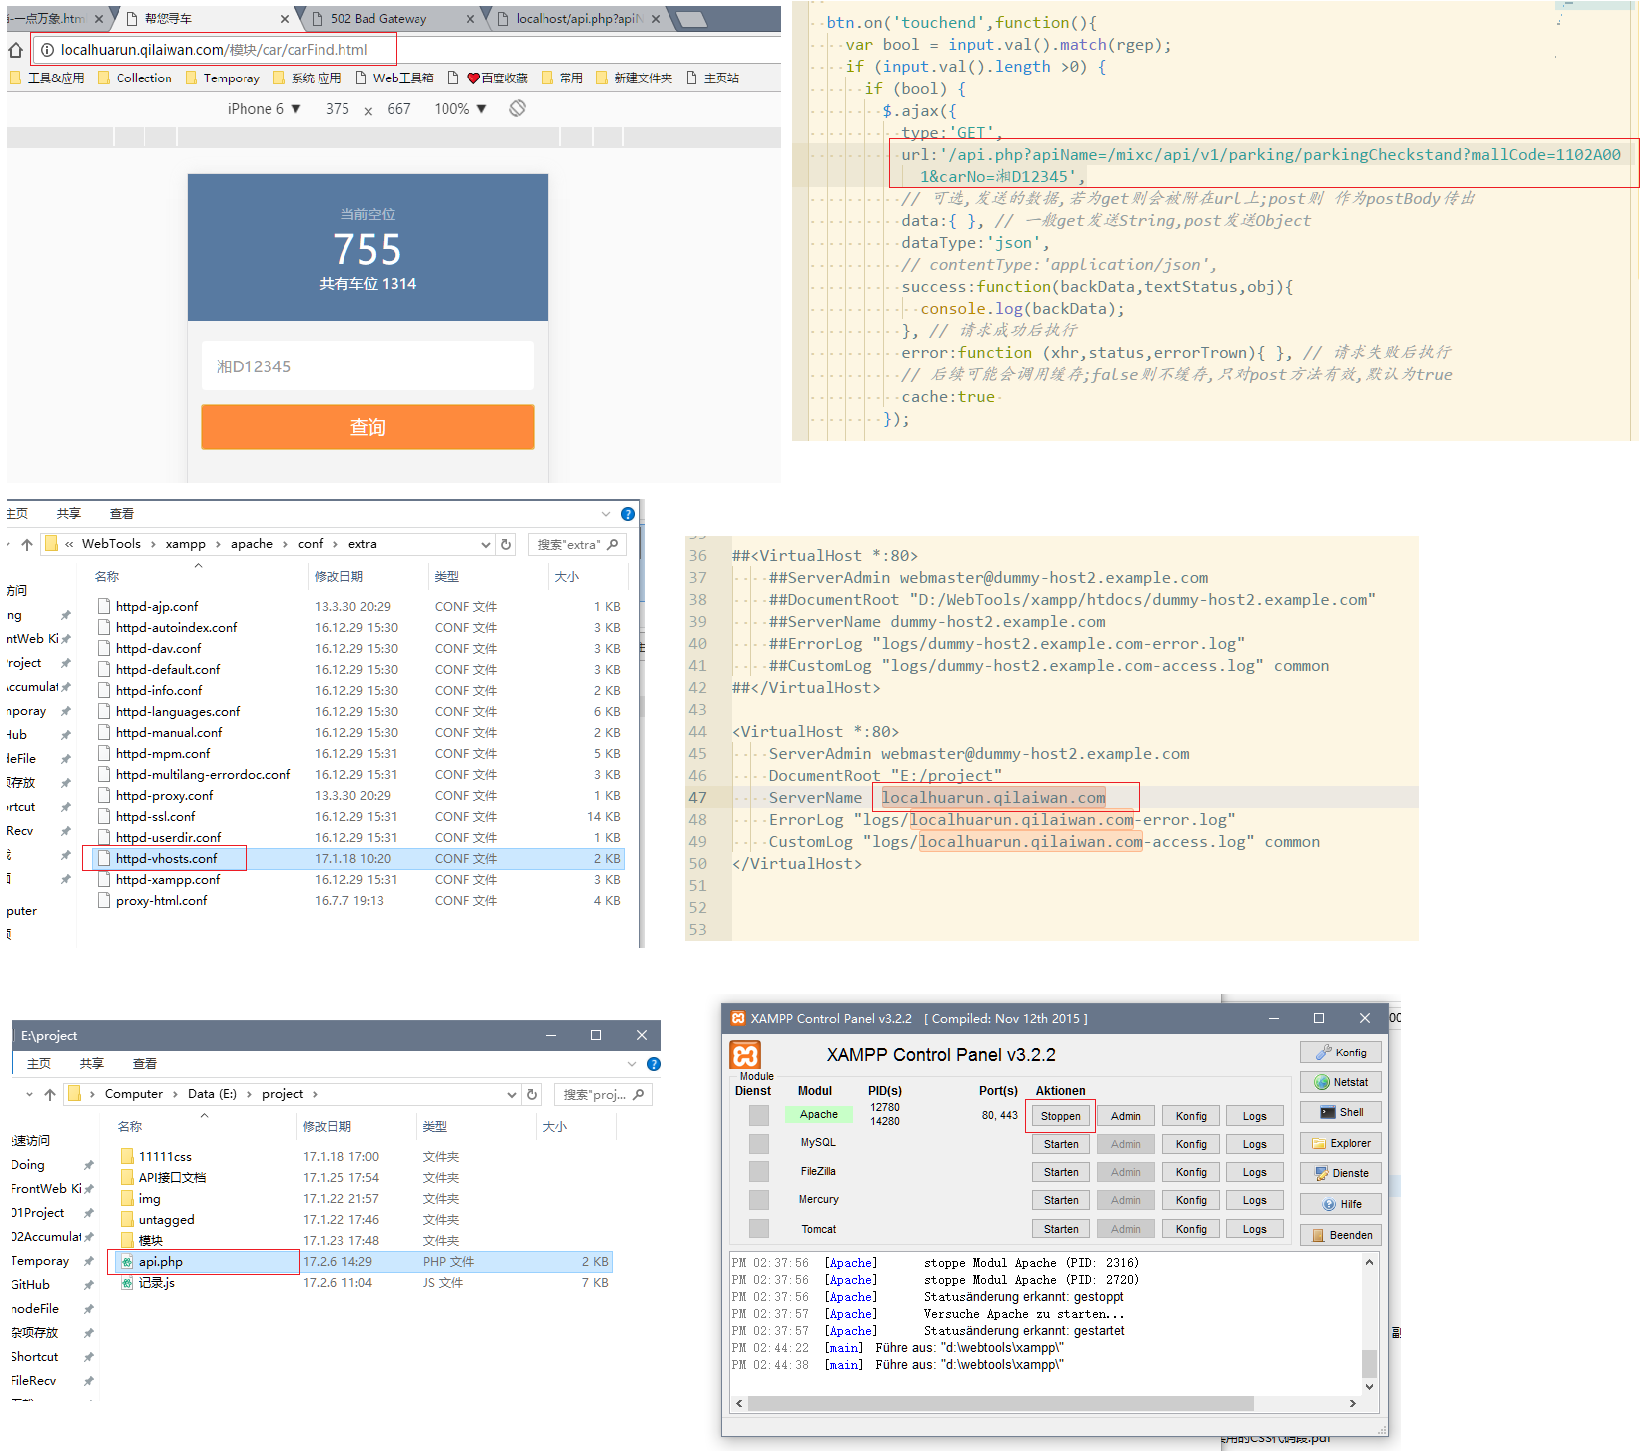 肖-一点万象.htm
帮您寻车
502 Bad Gateway
localhost/api.php?apiN
localhuarun.qilaiwan.com/模块/car/carFind.html
工具&应用 Collection Temporay 系统应用 Web工具箱 百度收藏 常用 新建文件夹 主页站
iPhone 6 ▼ 375 x 667 100% ▼
当前空位
755
共有车位 1314
湘D12345
查询
btn.on('touchend',function(){
var bool = input.val().match(rgep);
if (input.val().length >0) {
if (bool) {
$.ajax({
type:'GET',
url:'/api.php?apiName=/mixc/api/v1/parking/parkingCheckstand?mallCode=1102A00
1&carNo=湘D12345',
// 可选,发送的数据,若为get则会被附在url上;post则 作为postBody传出
data:{ }, // 一般get发送String,post发送Object
dataType:'json',
// contentType:'application/json',
success:function(backData,textStatus,obj){
console.log(backData);
}, // 请求成功后执行
error:function (xhr,status,errorTrown){ }, // 请求失败后执行
// 后续可能会调用缓存;false则不缓存,只对post方法有效,默认为true
cache:true
});
主页 共享 查看
« WebTools › xampp › apache › conf › extra
搜索"extra"
名称 修改日期 类型 大小
httpd-ajp.conf 13.3.30 20:29 CONF 文件 1 KB
httpd-autoindex.conf 16.12.29 15:30 CONF 文件 3 KB
httpd-dav.conf 16.12.29 15:30 CONF 文件 3 KB
httpd-default.conf 16.12.29 15:30 CONF 文件 3 KB
httpd-info.conf 16.12.29 15:30 CONF 文件 2 KB
httpd-languages.conf 16.12.29 15:30 CONF 文件 6 KB
httpd-manual.conf 16.12.29 15:30 CONF 文件 2 KB
httpd-mpm.conf 16.12.29 15:31 CONF 文件 5 KB
httpd-multilang-errordoc.conf 16.12.29 15:31 CONF 文件 3 KB
httpd-proxy.conf 13.3.30 20:29 CONF 文件 1 KB
httpd-ssl.conf 16.12.29 15:31 CONF 文件 14 KB
httpd-userdir.conf 16.12.29 15:31 CONF 文件 1 KB
httpd-vhosts.conf 17.1.18 10:20 CONF 文件 2 KB
httpd-xampp.conf 16.12.29 15:31 CONF 文件 3 KB
proxy-html.conf 16.7.7 19:13 CONF 文件 4 KB
访问
ng
ntWeb Ki
roject
Accumulat
nporay
Hub
deFile
项存放
ortcut
Recv
面
puter
36 ##<VirtualHost *:80>
37 ##ServerAdmin webmaster@dummy-host2.example.com
38 ##DocumentRoot "D:/WebTools/xampp/htdocs/dummy-host2.example.com"
39 ##ServerName dummy-host2.example.com
40 ##ErrorLog "logs/dummy-host2.example.com-error.log"
41 ##CustomLog "logs/dummy-host2.example.com-access.log" common
42 ##</VirtualHost>
43
44 <VirtualHost *:80>
45 ServerAdmin webmaster@dummy-host2.example.com
46 DocumentRoot "E:/project"
47 ServerName localhuarun.qilaiwan.com
48 ErrorLog "logs/localhuarun.qilaiwan.com-error.log"
49 CustomLog "logs/localhuarun.qilaiwan.com-access.log" common
50 </VirtualHost>
51
52
53
E:\project
主页 共享 查看
› Computer › Data (E:) › project ›
搜索"proj...
名称 修改日期 类型 大小
11111css 17.1.18 17:00 文件夹
API接口文档 17.1.25 17:54 文件夹
img 17.1.22 21:57 文件夹
untagged 17.1.22 17:46 文件夹
模块 17.1.23 17:48 文件夹
api.php 17.2.6 14:29 PHP 文件 2 KB
记录.js 17.2.6 11:04 JS 文件 7 KB
速访问
Doing
FrontWeb Ki
01Project
02Accumulat
Temporay
GitHub
nodeFile
杂项存放
Shortcut
FileRecv
XAMPP Control Panel v3.2.2 [ Compiled: Nov 12th 2015 ]
XAMPP Control Panel v3.2.2
Konfig
Module
Dienst Modul PID(s) Port(s) Aktionen
Netstat
Apache 12780 14280 80, 443 Stoppen Admin Konfig Logs
Shell
MySQL Starten Admin Konfig Logs
Explorer
FileZilla Starten Admin Konfig Logs
Dienste
Mercury Starten Admin Konfig Logs
Hilfe
Tomcat Starten Admin Konfig Logs
Beenden
PM 02:37:56 [Apache] stoppe Modul Apache (PID: 2316)
PM 02:37:56 [Apache] stoppe Modul Apache (PID: 2720)
PM 02:37:56 [Apache] Statusänderung erkannt: gestoppt
PM 02:37:57 [Apache] Versuche Apache zu starten...
PM 02:37:57 [Apache] Statusänderung erkannt: gestartet
PM 02:44:22 [main] Führe aus: "d:\webtools\xampp\"
PM 02:44:38 [main] Führe aus: "d:\webtools\xampp\"
用的CSS代码段.pdf